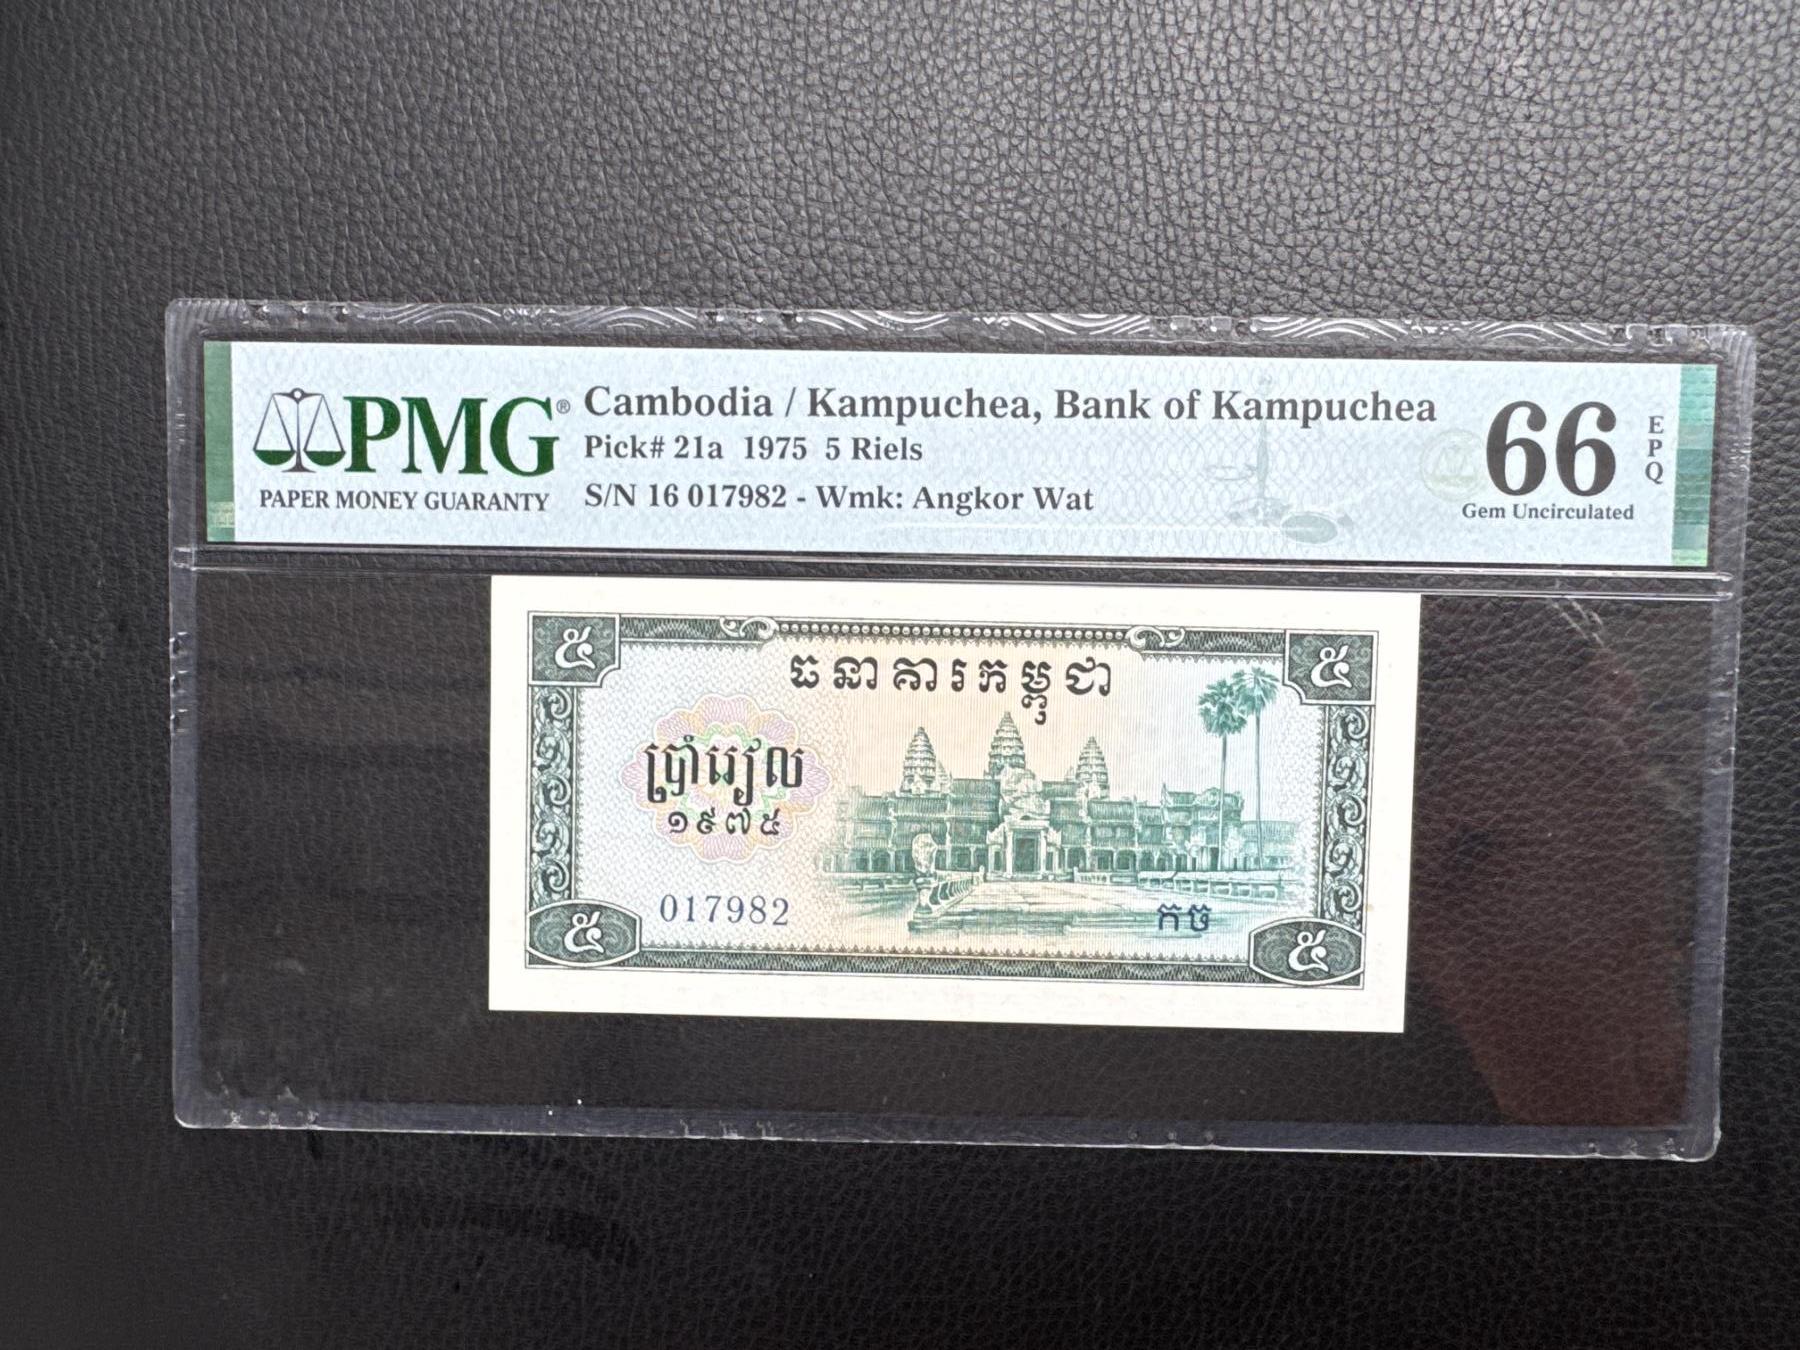 PMG®
PAPER MONEY GUARANTY
Cambodia / Kampuchea, Bank of Kampuchea
Pick# 21a 1975 5 Riels
S/N 16 017982 - Wmk: Angkor Wat
66
EPQ
Gem Uncirculated
៥
៥
ធនាគារកម្ពុជា
ប្រាំរៀល
១៩៧៥
017982
កច
៥
៥